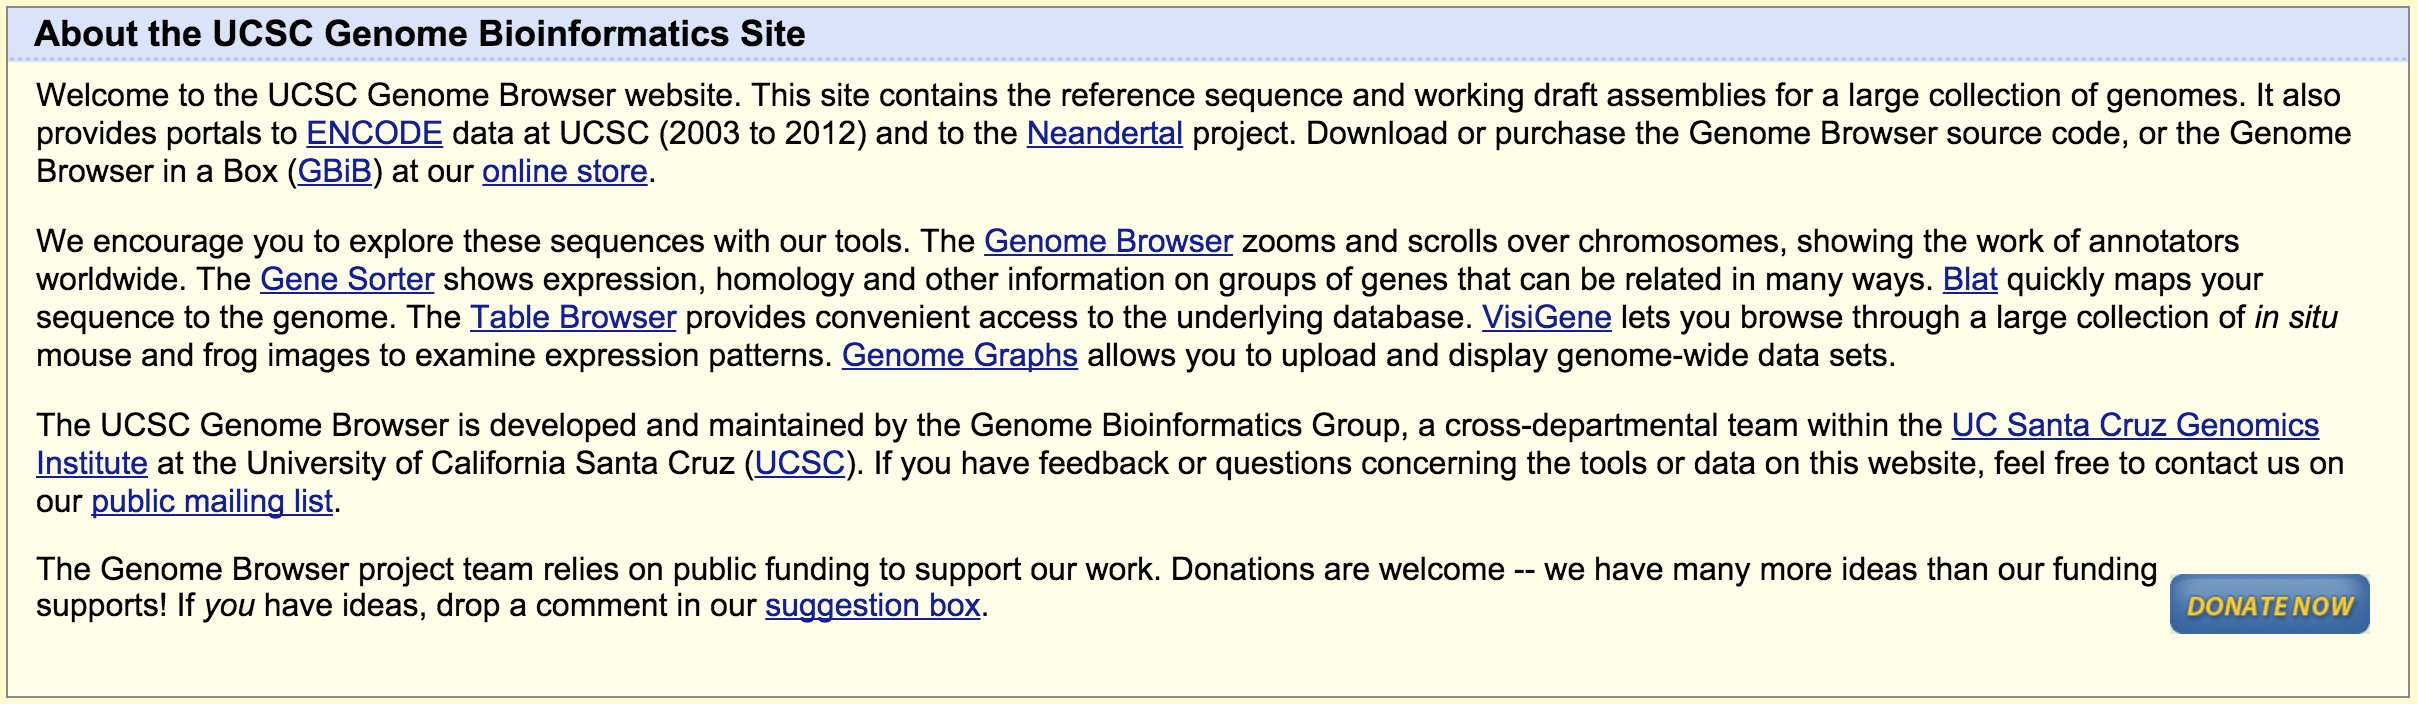 About the UCSC Genome Bioinformatics Site
Welcome to the UCSC Genome Browser website. This site contains the reference sequence and working draft assemblies for a large collection of genomes. It also
provides portals to ENCODE data at UCSC (2003 to 2012) and to the Neandertal project. Download or purchase the Genome Browser source code, or the Genome
Browser in a Box (GBiB) at our online store.
We encourage you to explore these sequences with our tools. The Genome Browser zooms and scrolls over chromosomes, showing the work of annotators
worldwide. The Gene Sorter shows expression, homology and other information on groups of genes that can be related in many ways. Blat quickly maps your
sequence to the genome. The Table Browser provides convenient access to the underlying database. VisiGene lets you browse through a large collection of in situ
mouse and frog images to examine expression patterns. Genome Graphs allows you to upload and display genome-wide data sets.
The UCSC Genome Browser is developed and maintained by the Genome Bioinformatics Group, a cross-departmental team within the UC Santa Cruz Genomics
Institute at the University of California Santa Cruz (UCSC). If you have feedback or questions concerning the tools or data on this website, feel free to contact us on
our public mailing list.
The Genome Browser project team relies on public funding to support our work. Donations are welcome -- we have many more ideas than our funding
supports! If you have ideas, drop a comment in our suggestion box.
DONATE NOW